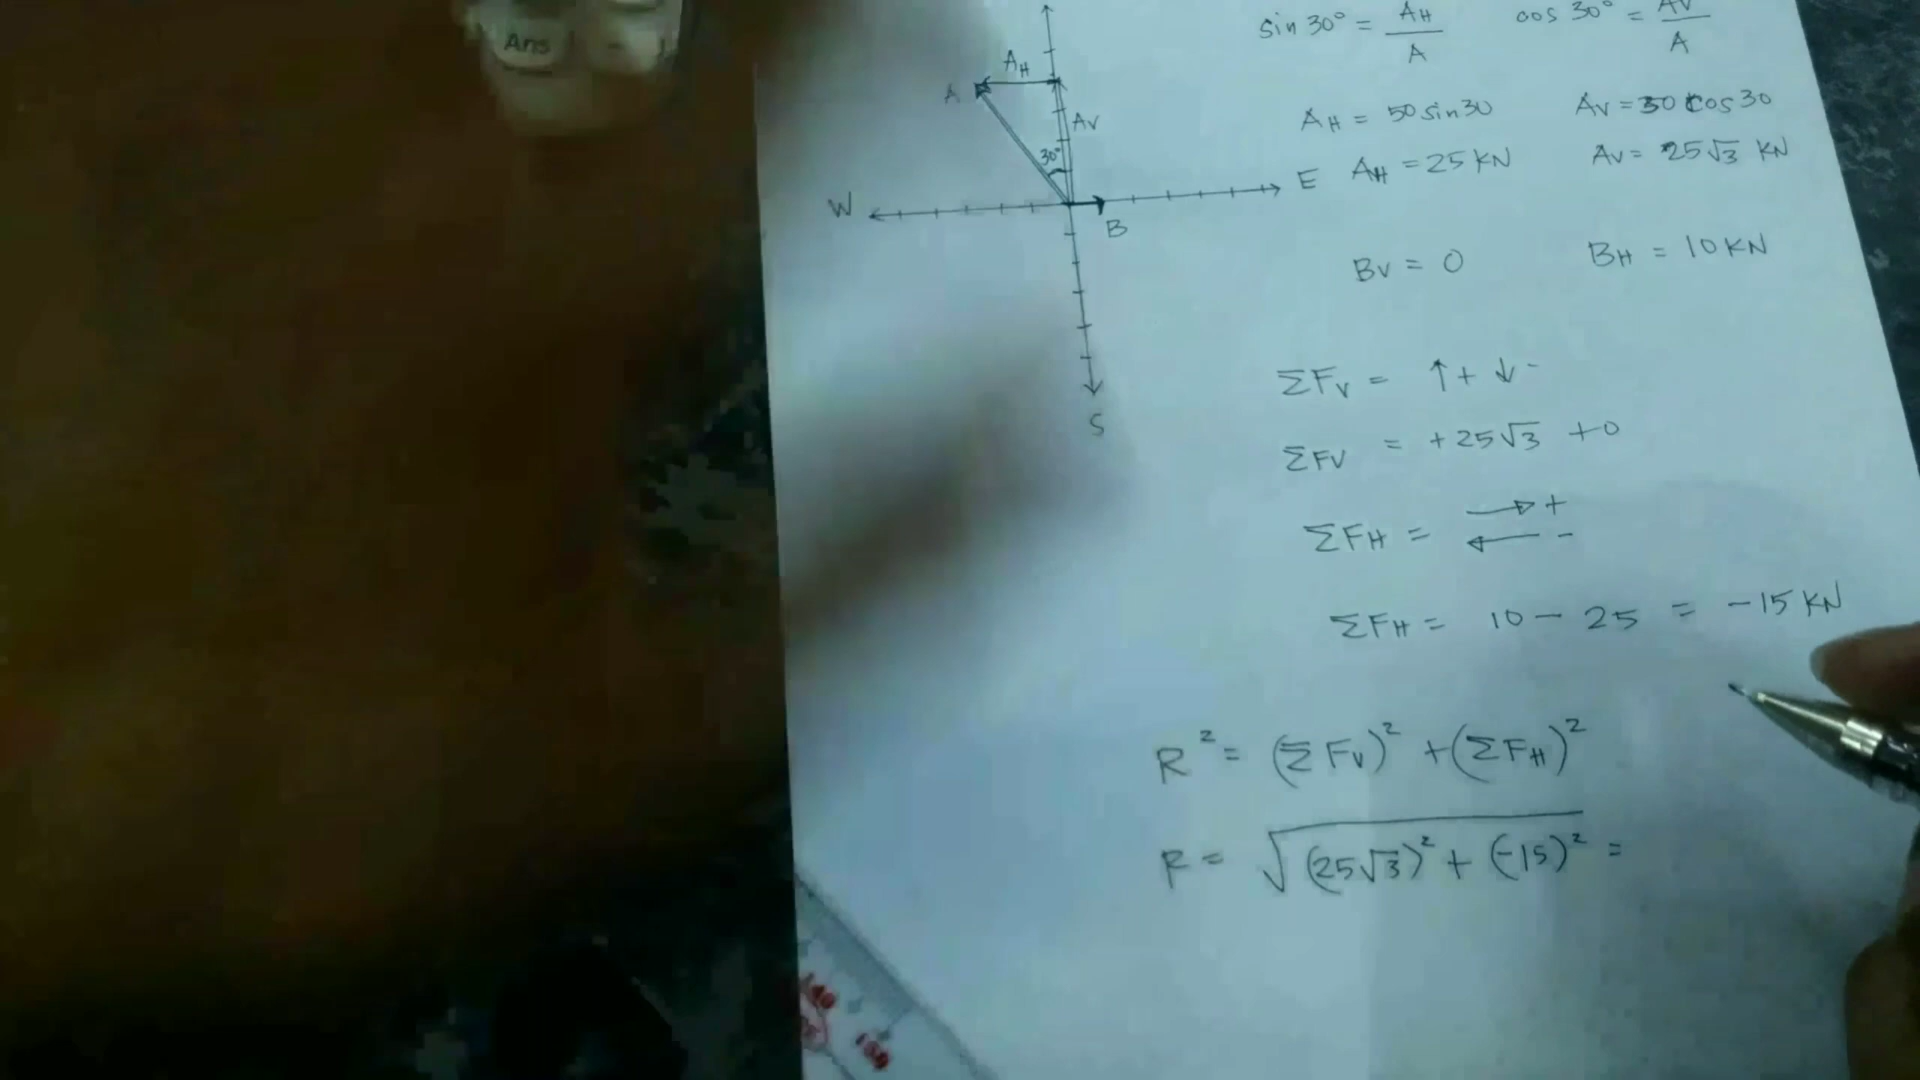 Ans
sin 30° = AH / A
cos 30° = AV / A
AH
A
AV
30°
W
E
B
S
AH = 50 sin 30
AV = 50 cos 30
AH = 25 KN
AV = 25√3 KN
BV = 0
BH = 10 KN
ΣFV = ↑+ ↓-
ΣFV = +25√3 +0
ΣFH = → + ← -
ΣFH = 10 - 25 = -15 KN
R² = (ΣFV)² + (ΣFH)²
R = √(25√3)² + (-15)² =